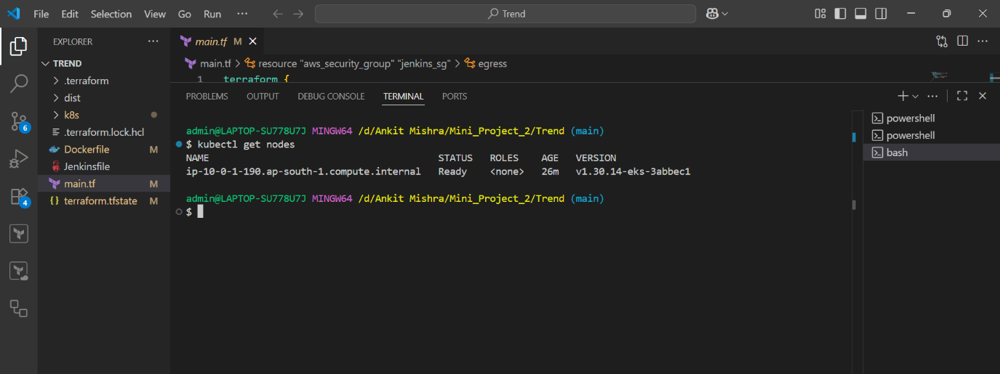 File Edit Selection View Go Run ··· Trend
EXPLORER ···
TREND
.terraform
dist
k8s
.terraform.lock.hcl
Dockerfile M
Jenkinsfile
main.tf M
terraform.tfstate M
6
4
main.tf M
main.tf > resource "aws_security_group" "jenkins_sg" > egress
1 terraform {
PROBLEMS OUTPUT DEBUG CONSOLE TERMINAL PORTS
admin@LAPTOP-SU778U7J MINGW64 /d/Ankit Mishra/Mini_Project_2/Trend (main)
$ kubectl get nodes
NAME STATUS ROLES AGE VERSION
ip-10-0-1-190.ap-south-1.compute.internal Ready <none> 26m v1.30.14-eks-3abbec1
admin@LAPTOP-SU778U7J MINGW64 /d/Ankit Mishra/Mini_Project_2/Trend (main)
$
powershell
powershell
bash